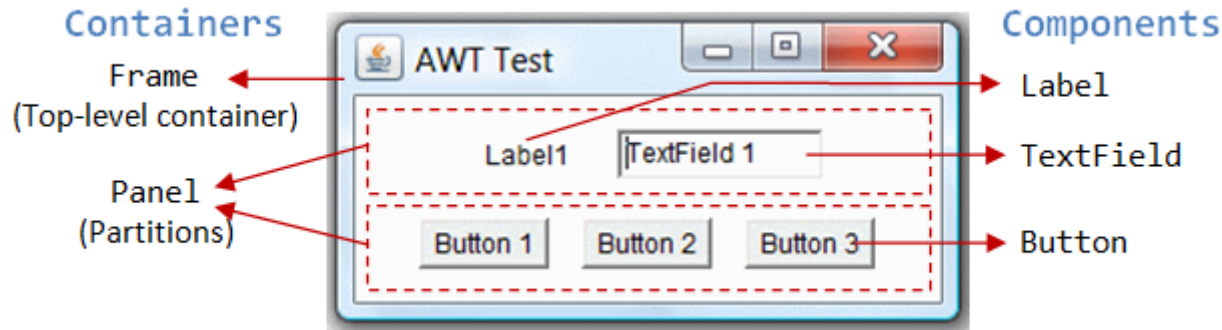 Containers
Components
AWT Test
Frame
(Top-level container)
Label
Label1
TextField 1
TextField
Panel
(Partitions)
Button 1
Button 2
Button 3
Button